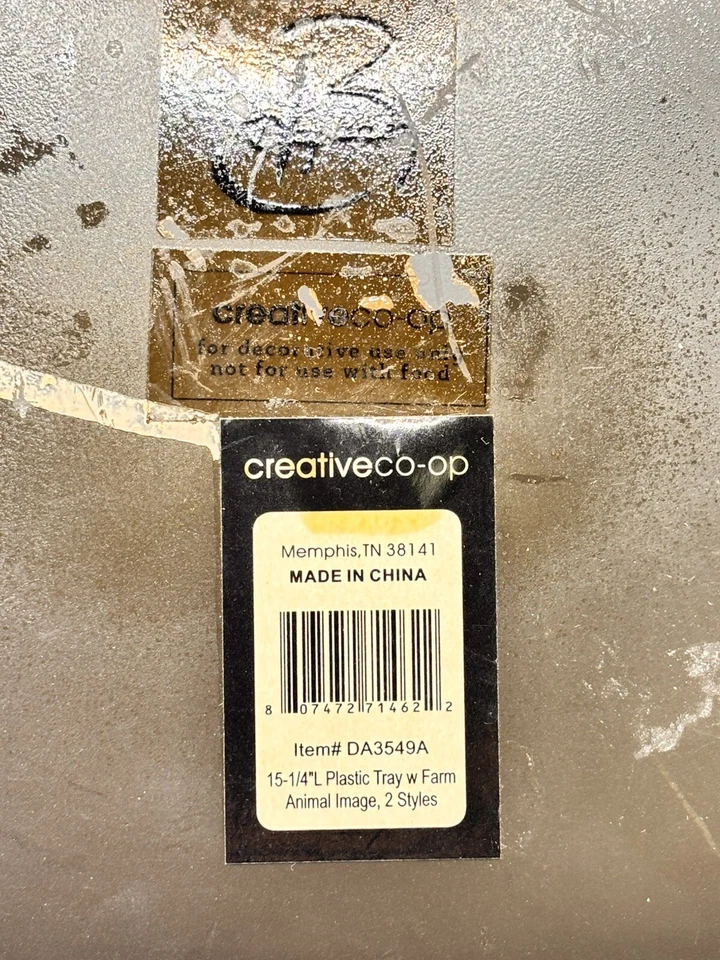 creativeco-op
for decorative use only
not for use with food
creativeco-op
Memphis,TN 38141
MADE IN CHINA
8 07472 71462 2
Item# DA3549A
15-1/4"L Plastic Tray w Farm
Animal Image, 2 Styles